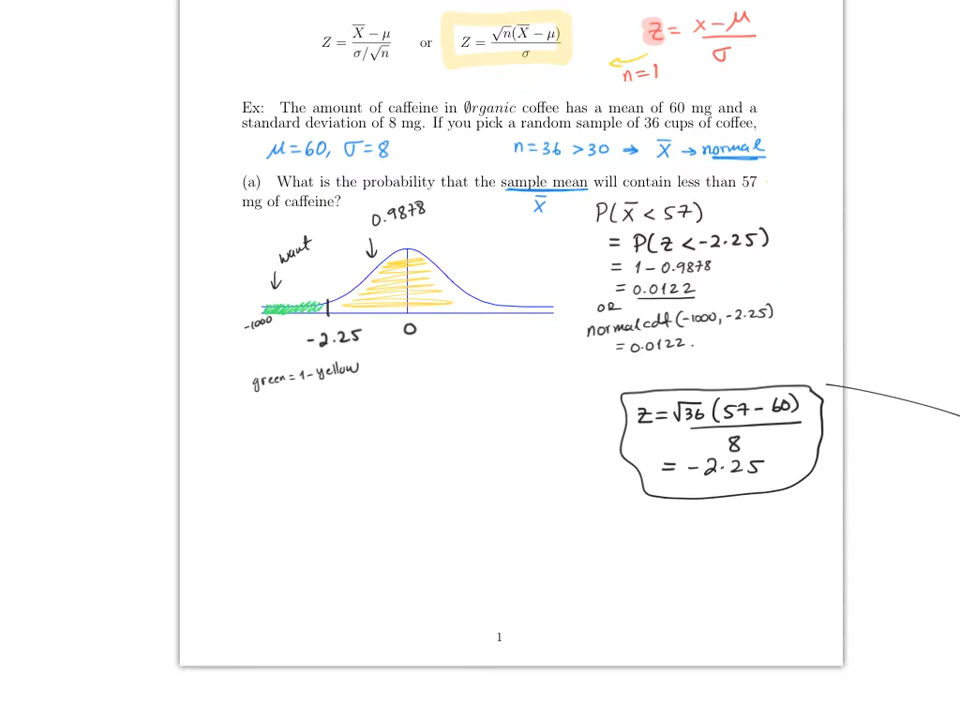 Z = X̄ − μ / σ/√n or Z = √n(X̄ − μ) / σ
z = x − μ / σ
n=1
Ex: The amount of caffeine in Ørganic coffee has a mean of 60 mg and a
standard deviation of 8 mg. If you pick a random sample of 36 cups of coffee,
μ=60, σ=8
n=36 >30 → X̄ → normal
(a) What is the probability that the sample mean will contain less than 57
mg of caffeine?
X̄
0.9878
want
-1000
-2.25
0
green = 1-yellow
P(X̄ < 57)
= P(Z < -2.25)
= 1 - 0.9878
= 0.0122
OR
normalcdf(-1000, -2.25)
= 0.0122.
Z = √36 (57 - 60) / 8
= -2.25
1